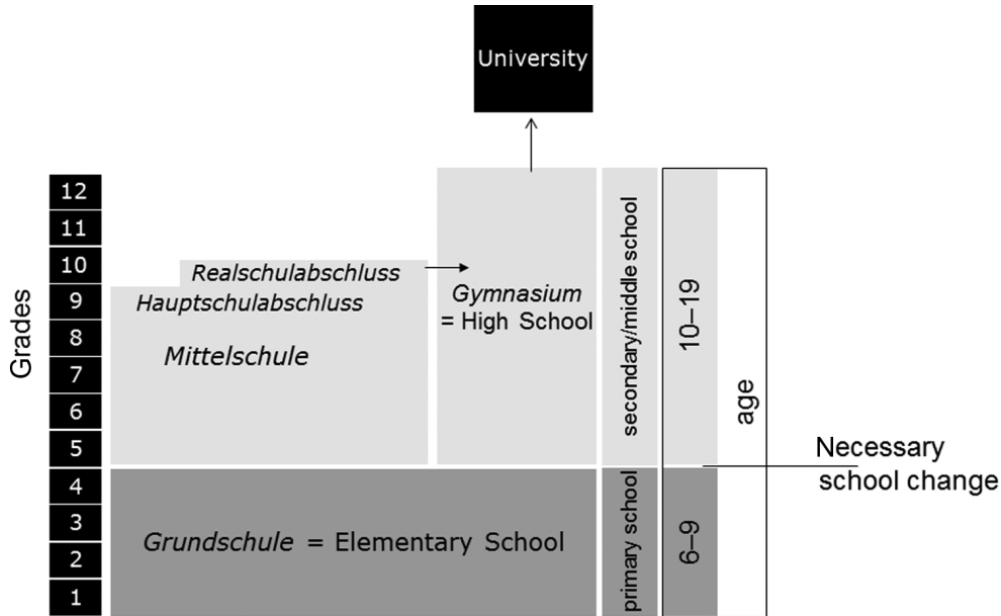 University
12
11
10
9
8
7
6
5
4
3
2
1
Grades
Realschulabschluss
Hauptschulabschluss
Mittelschule
Gymnasium
= High School
secondary/middle school
10–19
age
Necessary
school change
Grundschule = Elementary School
primary school
6–9